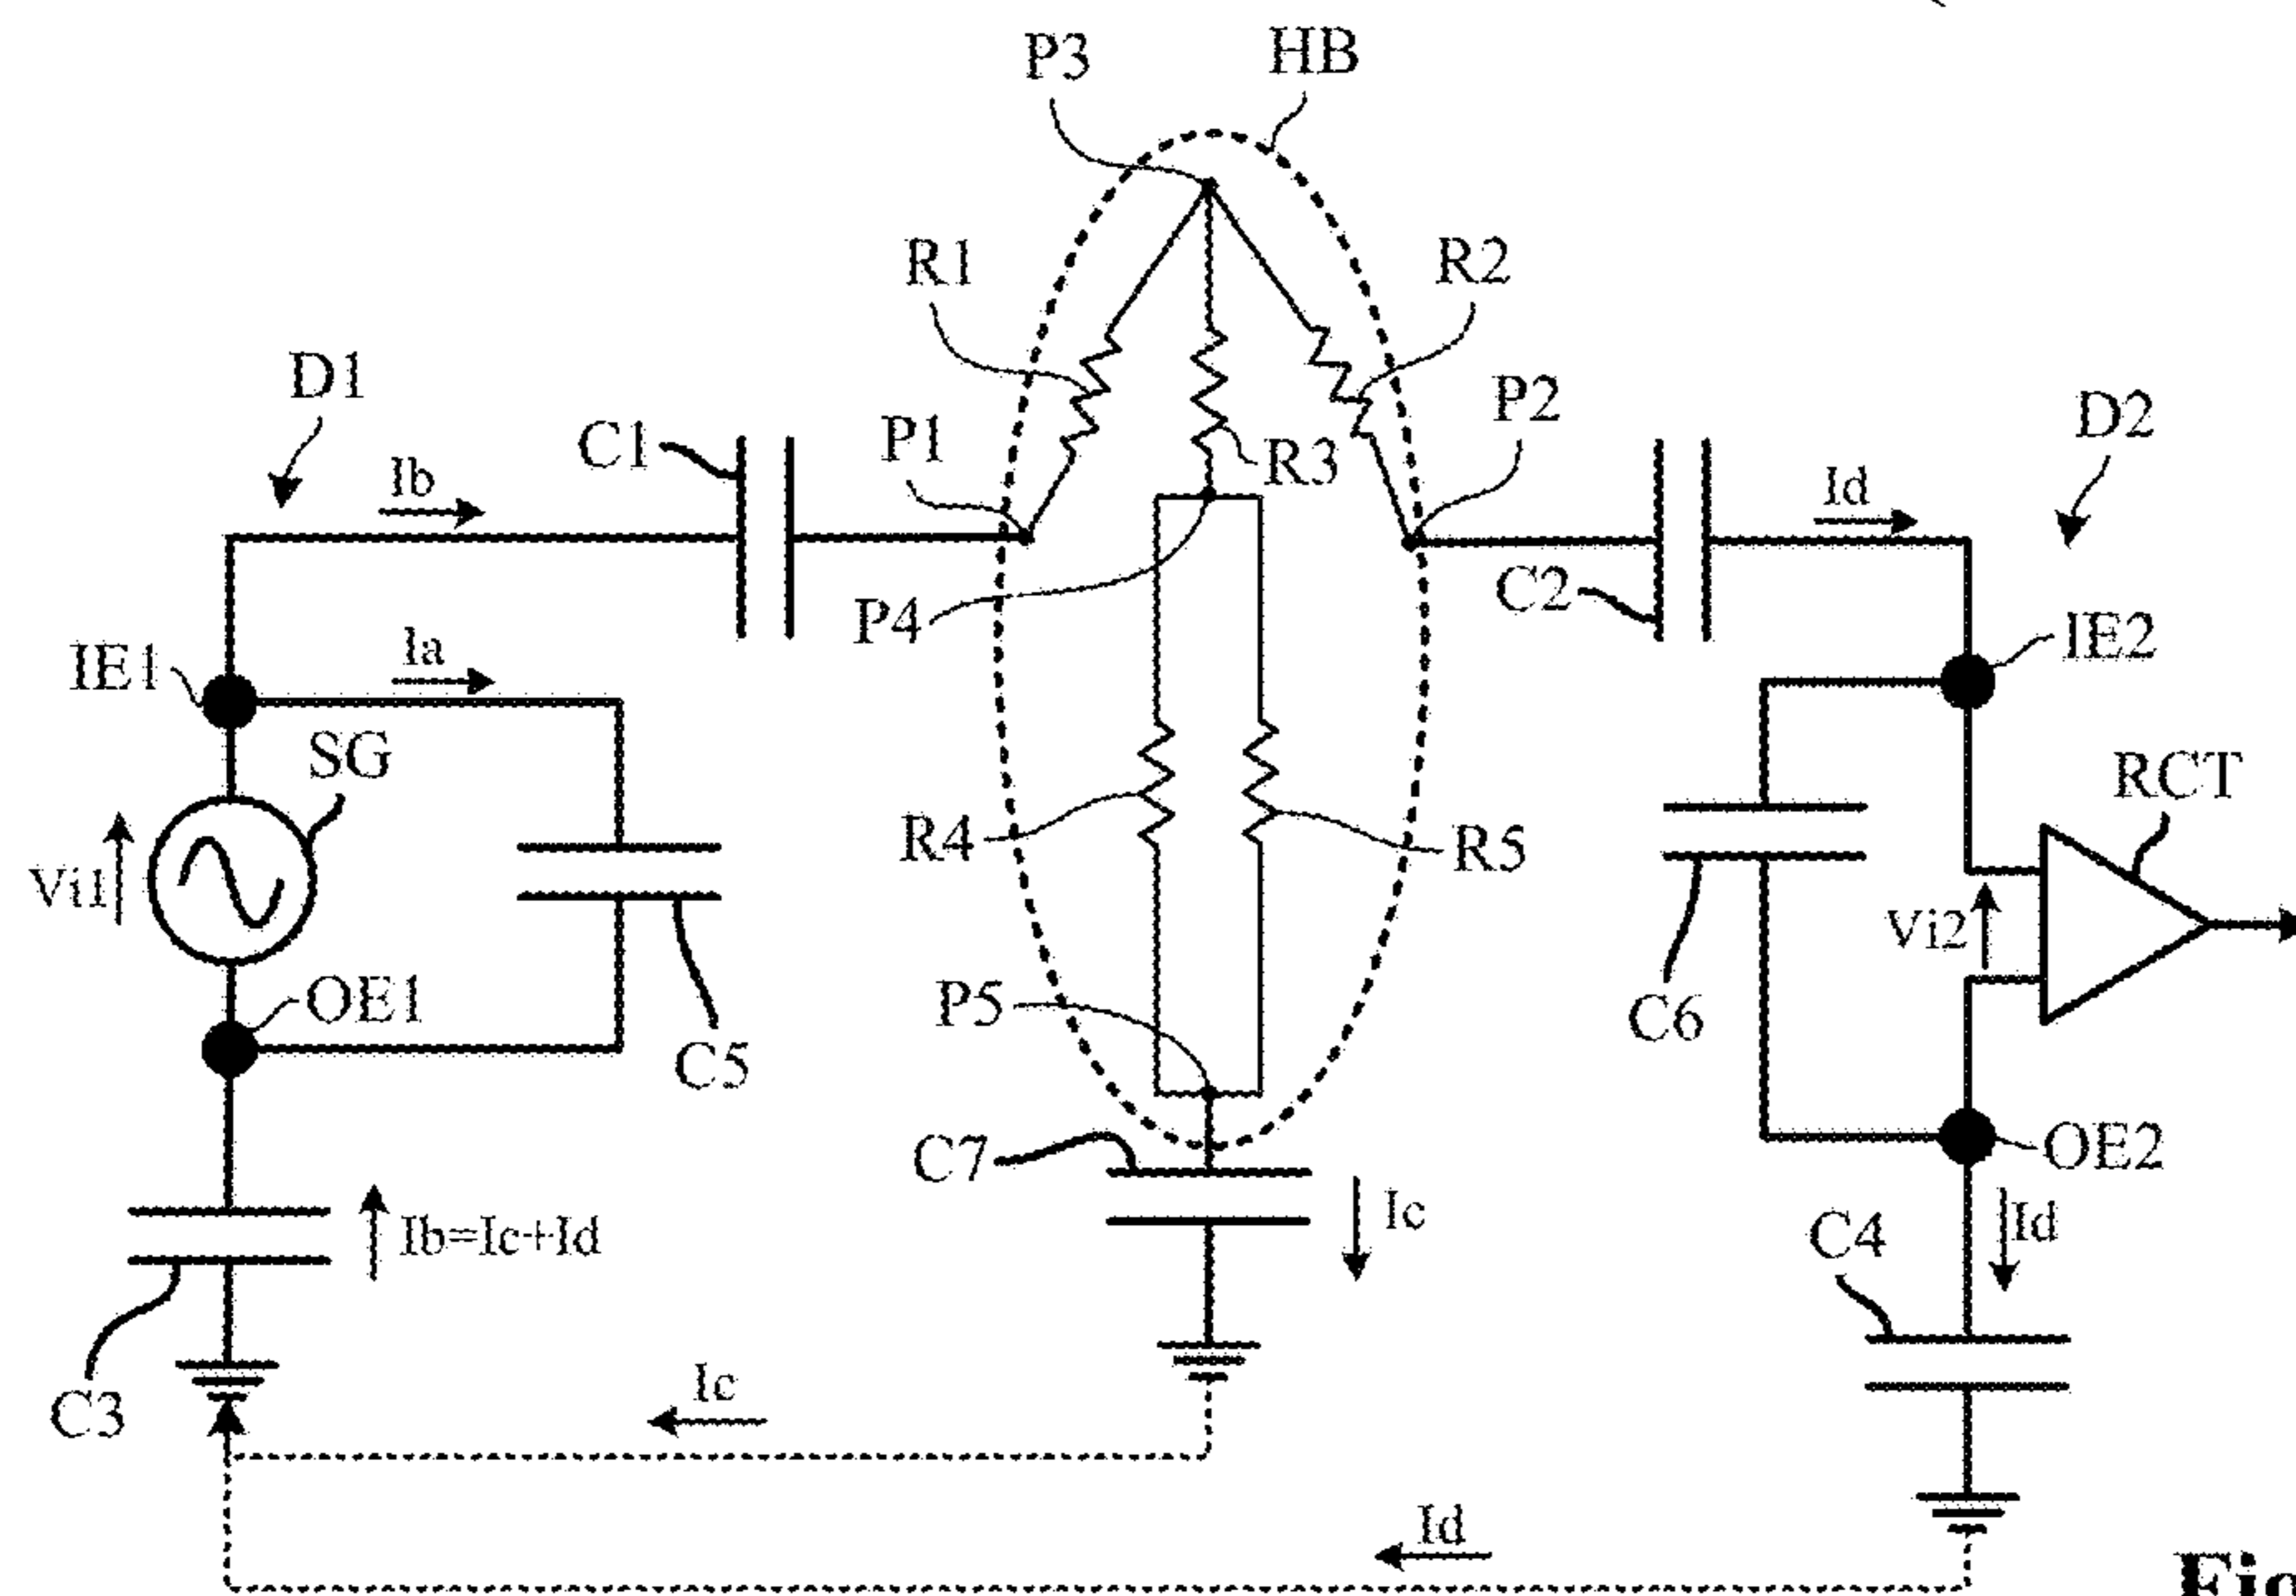 P3
HB
R1
R2
D1
C1
P1
P2
D2
Ib
R3
Id
P4
C2
IE1
Ia
IE2
SG
RCT
Vi1
R4
R5
Vi2
OE1
P5
C6
C5
C7
OE2
Ib=Ic+Id
Ic
C4
Id
C3
Ic
Id